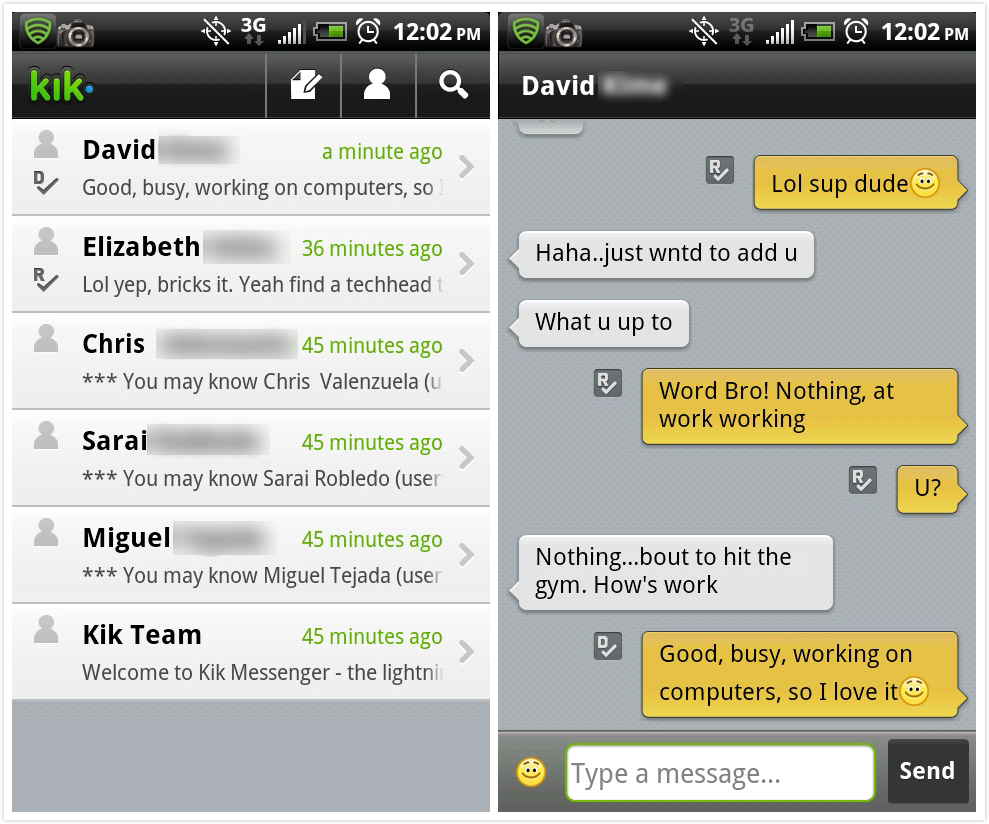 3G 12:02 PM
kik
David
a minute ago
D
Good, busy, working on computers, so I
Elizabeth
36 minutes ago
R
Lol yep, bricks it. Yeah find a techhead t
Chris
45 minutes ago
*** You may know Chris Valenzuela (u
Sarai
45 minutes ago
*** You may know Sarai Robledo (user
Miguel
45 minutes ago
*** You may know Miguel Tejada (user
Kik Team
45 minutes ago
Welcome to Kik Messenger - the lightni
3G 12:02 PM
David
R
Lol sup dude
Haha..just wntd to add u
What u up to
R
Word Bro! Nothing, at
work working
R
U?
Nothing...bout to hit the
gym. How's work
D
Good, busy, working on
computers, so I love it
Type a message...
Send